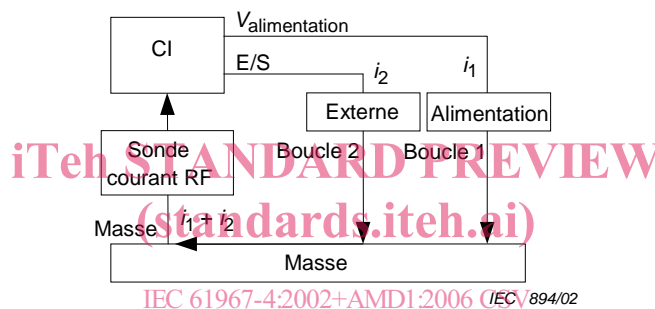 V alimentation
CI
E/S
i2
i1
Externe
Alimentation
Sonde
courant RF
Boucle 2
Boucle 1
iTeh STANDARD PREVIEW
(standards.iteh.ai)
Masse
i1 + i2
Masse
IEC 894/02
IEC 61967-4:2002+AMD1:2006 CSV